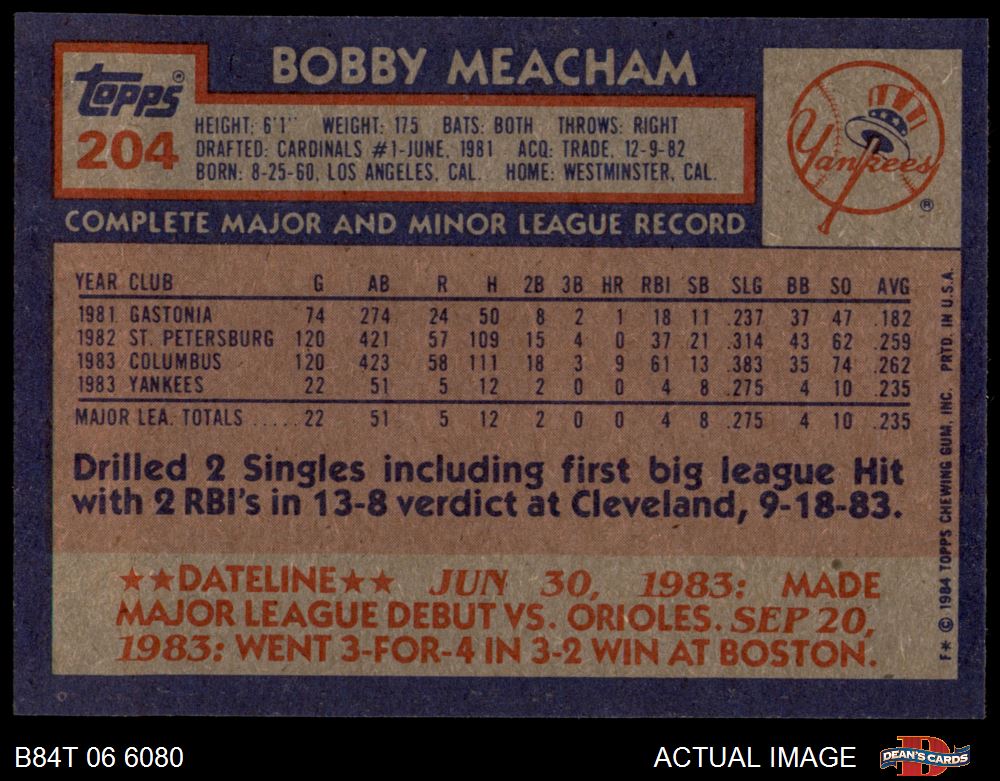 BOBBY MEACHAM
Topps®
204
HEIGHT: 6'1" WEIGHT: 175 BATS: BOTH THROWS: RIGHT
DRAFTED: CARDINALS #1-JUNE, 1981 ACQ: TRADE, 12-9-82
BORN: 8-25-60, LOS ANGELES, CAL. HOME: WESTMINSTER, CAL.
Yankees
®
COMPLETE MAJOR AND MINOR LEAGUE RECORD
YEAR CLUB G AB R H 2B 3B HR RBI SB SLG BB SO AVG
1981 GASTONIA 74 274 24 50 8 2 1 18 11 .237 37 47 .182
1982 ST. PETERSBURG 120 421 57 109 15 4 0 37 21 .314 43 62 .259
1983 COLUMBUS 120 423 58 111 18 3 9 61 13 .383 35 74 .262
1983 YANKEES 22 51 5 12 2 0 0 4 8 .275 4 10 .235
MAJOR LEA. TOTALS ..... 22 51 5 12 2 0 0 4 8 .275 4 10 .235
Drilled 2 Singles including first big league Hit
with 2 RBI's in 13-8 verdict at Cleveland, 9-18-83.
★★DATELINE★★ JUN 30, 1983: MADE
MAJOR LEAGUE DEBUT VS. ORIOLES. SEP 20,
1983: WENT 3-FOR-4 IN 3-2 WIN AT BOSTON.
F* © 1984 TOPPS CHEWING GUM, INC. PRTD. IN U.S.A.
B84T 06 6080
ACTUAL IMAGE
DEAN'S CARDS